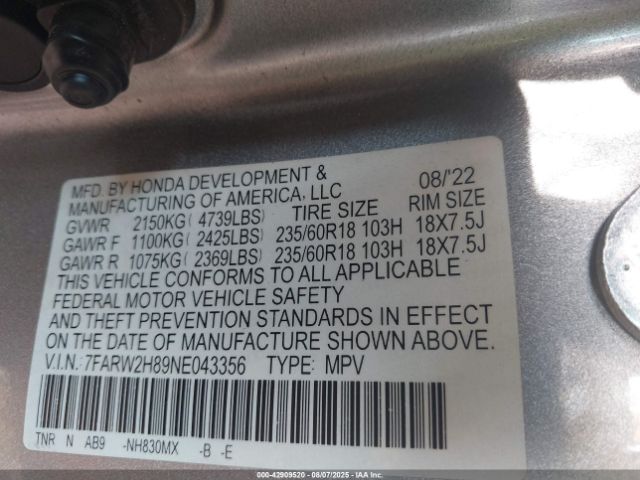 MFD. BY HONDA DEVELOPMENT &
MANUFACTURING OF AMERICA, LLC 08/'22
GVWR 2150KG( 4739LBS) TIRE SIZE RIM SIZE
GAWR F 1100KG( 2425LBS) 235/60R18 103H 18X7.5J
GAWR R 1075KG( 2369LBS) 235/60R18 103H 18X7.5J
THIS VEHICLE CONFORMS TO ALL APPLICABLE
FEDERAL MOTOR VEHICLE SAFETY
AND THEFT PREVENTION STANDARDS IN EFFECT
ON THE DATE OF MANUFACTURE SHOWN ABOVE.
V.I.N.:7FARW2H89NE043356 TYPE: MPV
TNR N AB9 -NH830MX -B -E
000-42909520 - 08/07/2025 - IAA Holdings, LLC. - Copyright